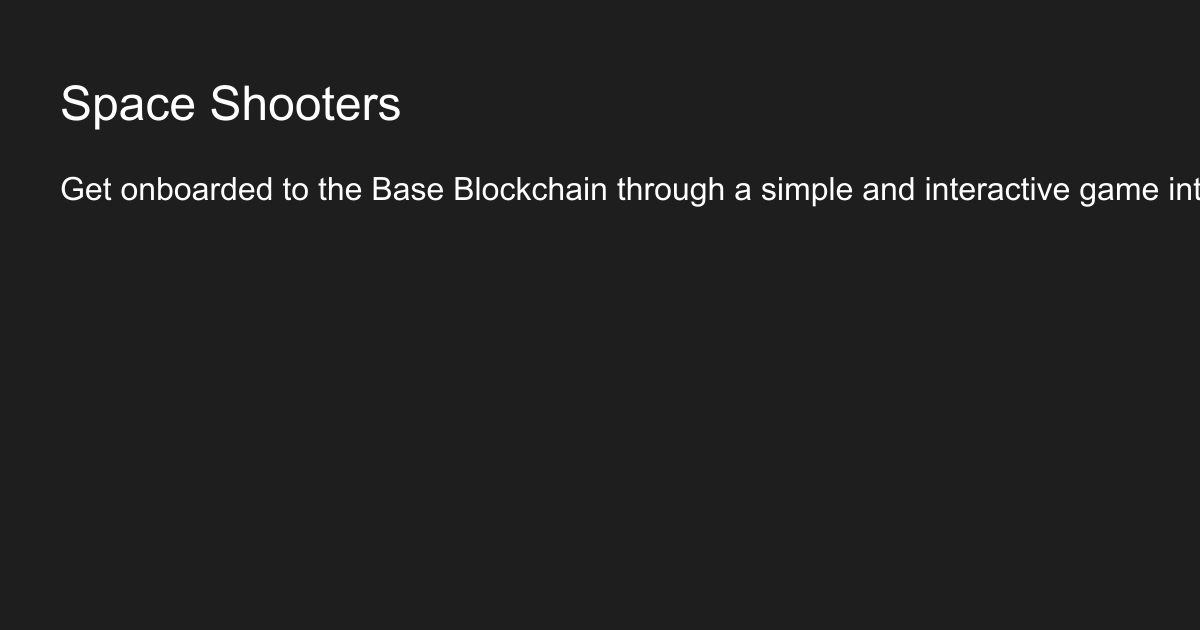 Space Shooters
Get onboarded to the Base Blockchain through a simple and interactive game int